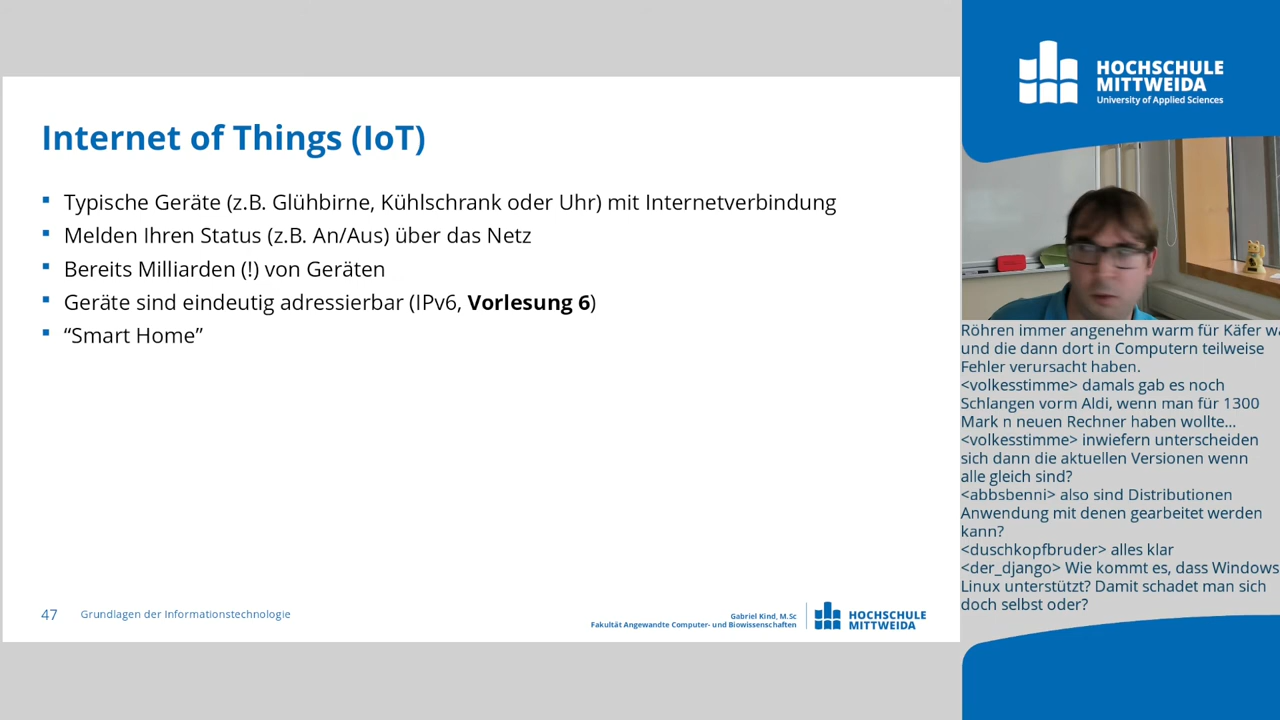 Internet of Things (IoT)
Typische Geräte (z.B. Glühbirne, Kühlschrank oder Uhr) mit Internetverbindung
Melden Ihren Status (z.B. An/Aus) über das Netz
Bereits Milliarden (!) von Geräten
Geräte sind eindeutig adressierbar (IPv6, Vorlesung 6)
“Smart Home”
47
Grundlagen der Informationstechnologie
Gabriel Kind, M.Sc
Fakultät Angewandte Computer- und Biowissenschaften
HOCHSCHULE
MITTWEIDA
HOCHSCHULE
MITTWEIDA
University of Applied Sciences
Röhren immer angenehm warm für Käfer
und die dann dort in Computern teilweise
Fehler verursacht haben.
<volkesstimme> damals gab es noch
Schlangen vorm Aldi, wenn man für 1300
Mark n neuen Rechner haben wollte...
<volkesstimme> inwiefern unterscheiden
sich dann die aktuellen Versionen wenn
alle gleich sind?
<abbsbenni> also sind Distributionen
Anwendung mit denen gearbeitet werden
kann?
<duschkopfbruder> alles klar
<der_django> Wie kommt es, dass Windows
Linux unterstützt? Damit schadet man sich
doch selbst oder?